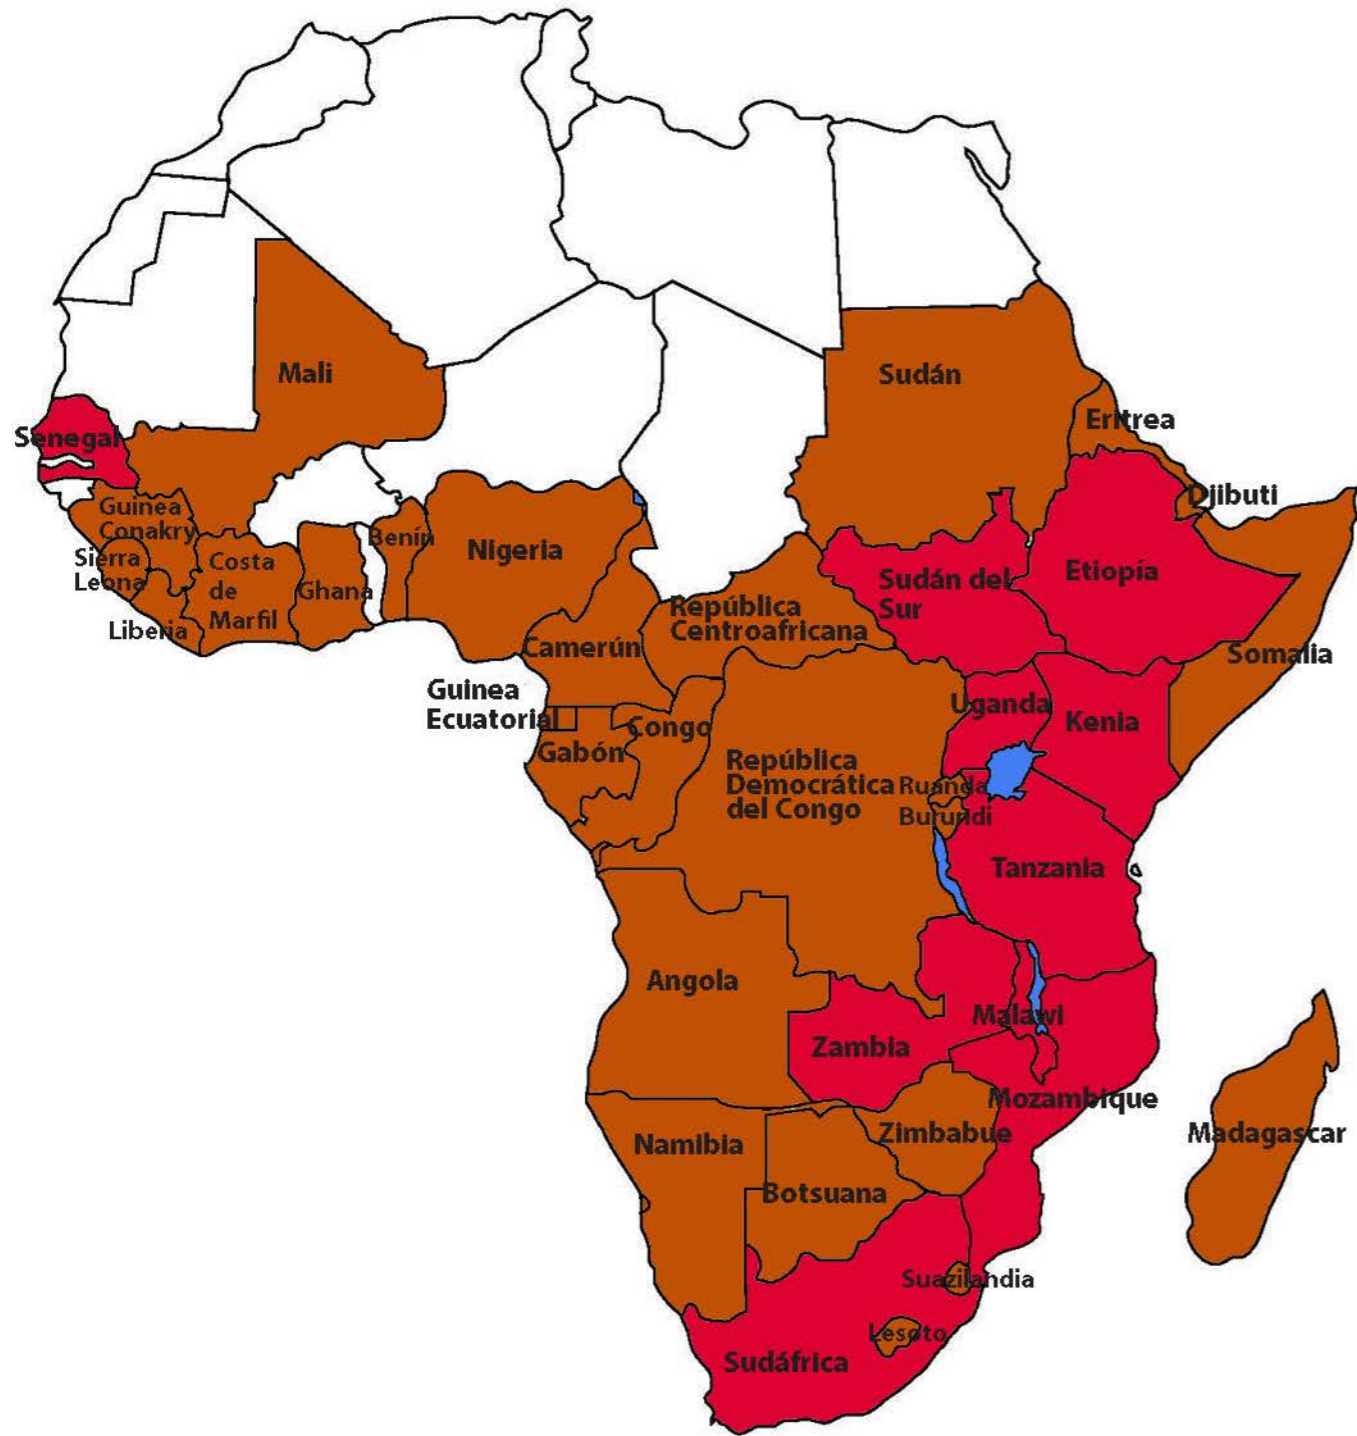 Mali
Sudán
Eritrea
Senegal
Djibuti
Guinea
Conakry
Benín
Nigeria
Sierra
Leona
Costa
de
Marfil
Ghana
Etiopía
Sudán del
Sur
República
Centroafricana
Liberia
Camerún
Somalia
Guinea
Ecuatorial
Uganda
Kenia
Congo
Gabón
República
Democrática
del Congo
Ruanda
Burundi
Tanzania
Angola
Malawi
Zambia
Mozambique
Namibia
Zimbabue
Madagascar
Botsuana
Suazilandia
Lesoto
Sudáfrica